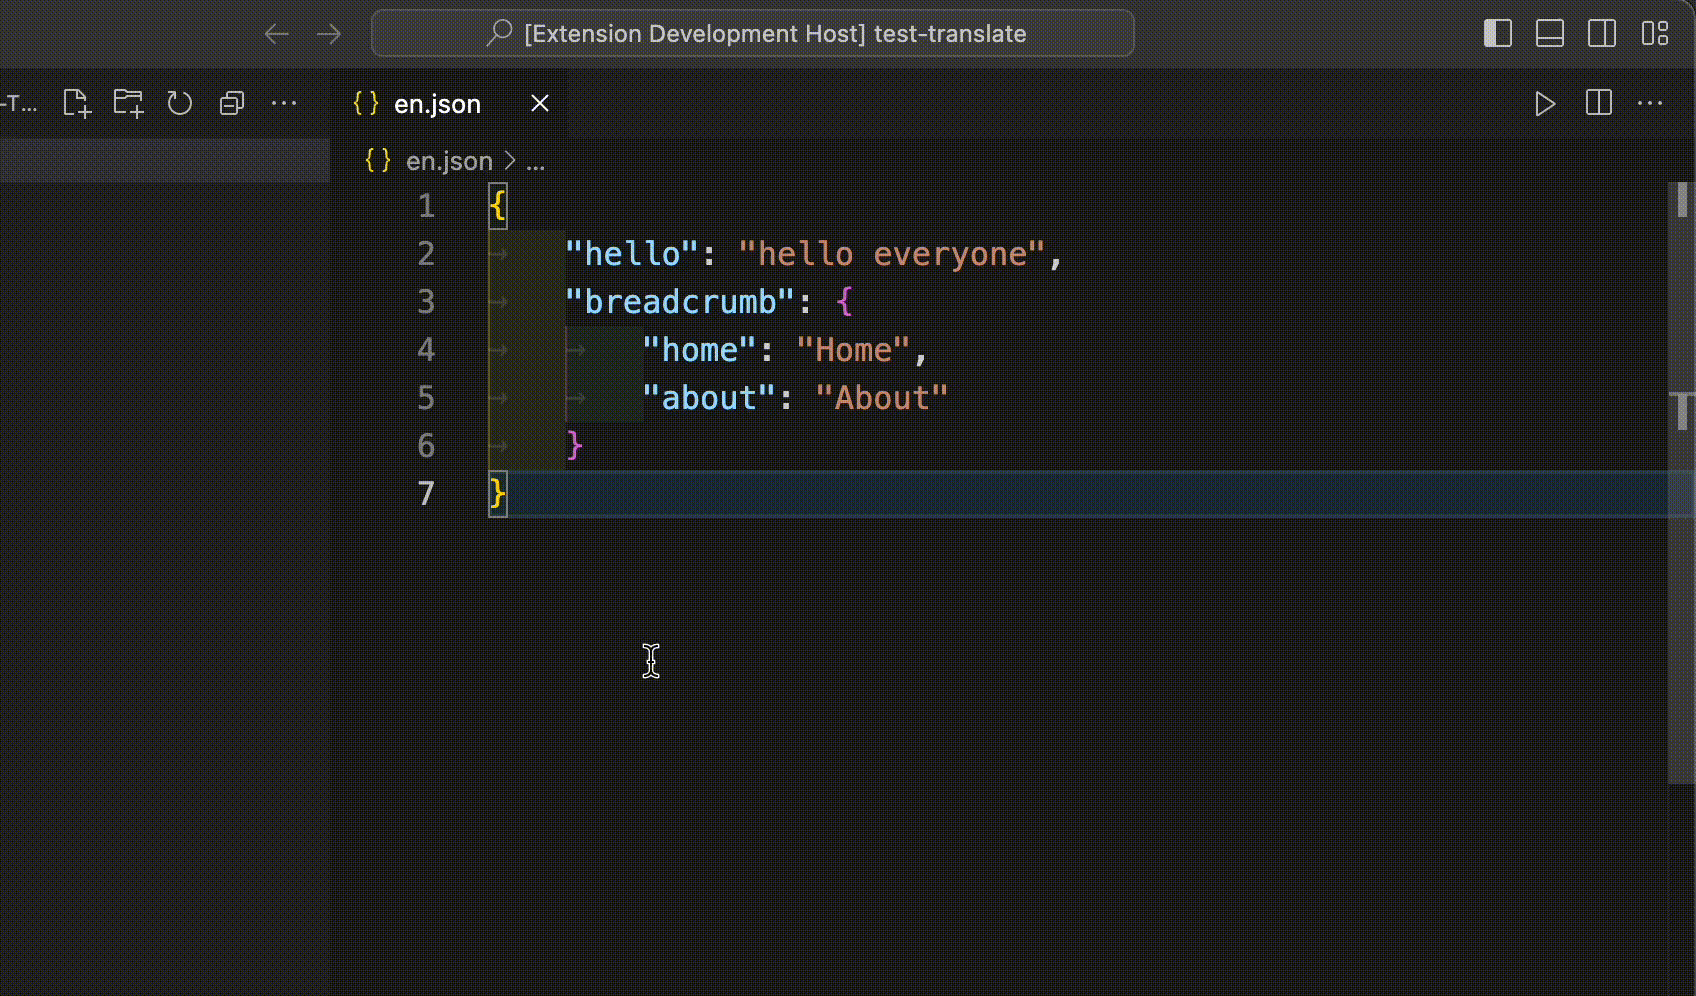 [Extension Development Host] test-translate
-T... ... {} en.json ...
{} en.json > ...
1 {
2 "hello": "hello everyone",
3 "breadcrumb": {
4 "home": "Home",
5 "about": "About"
6 }
7 }